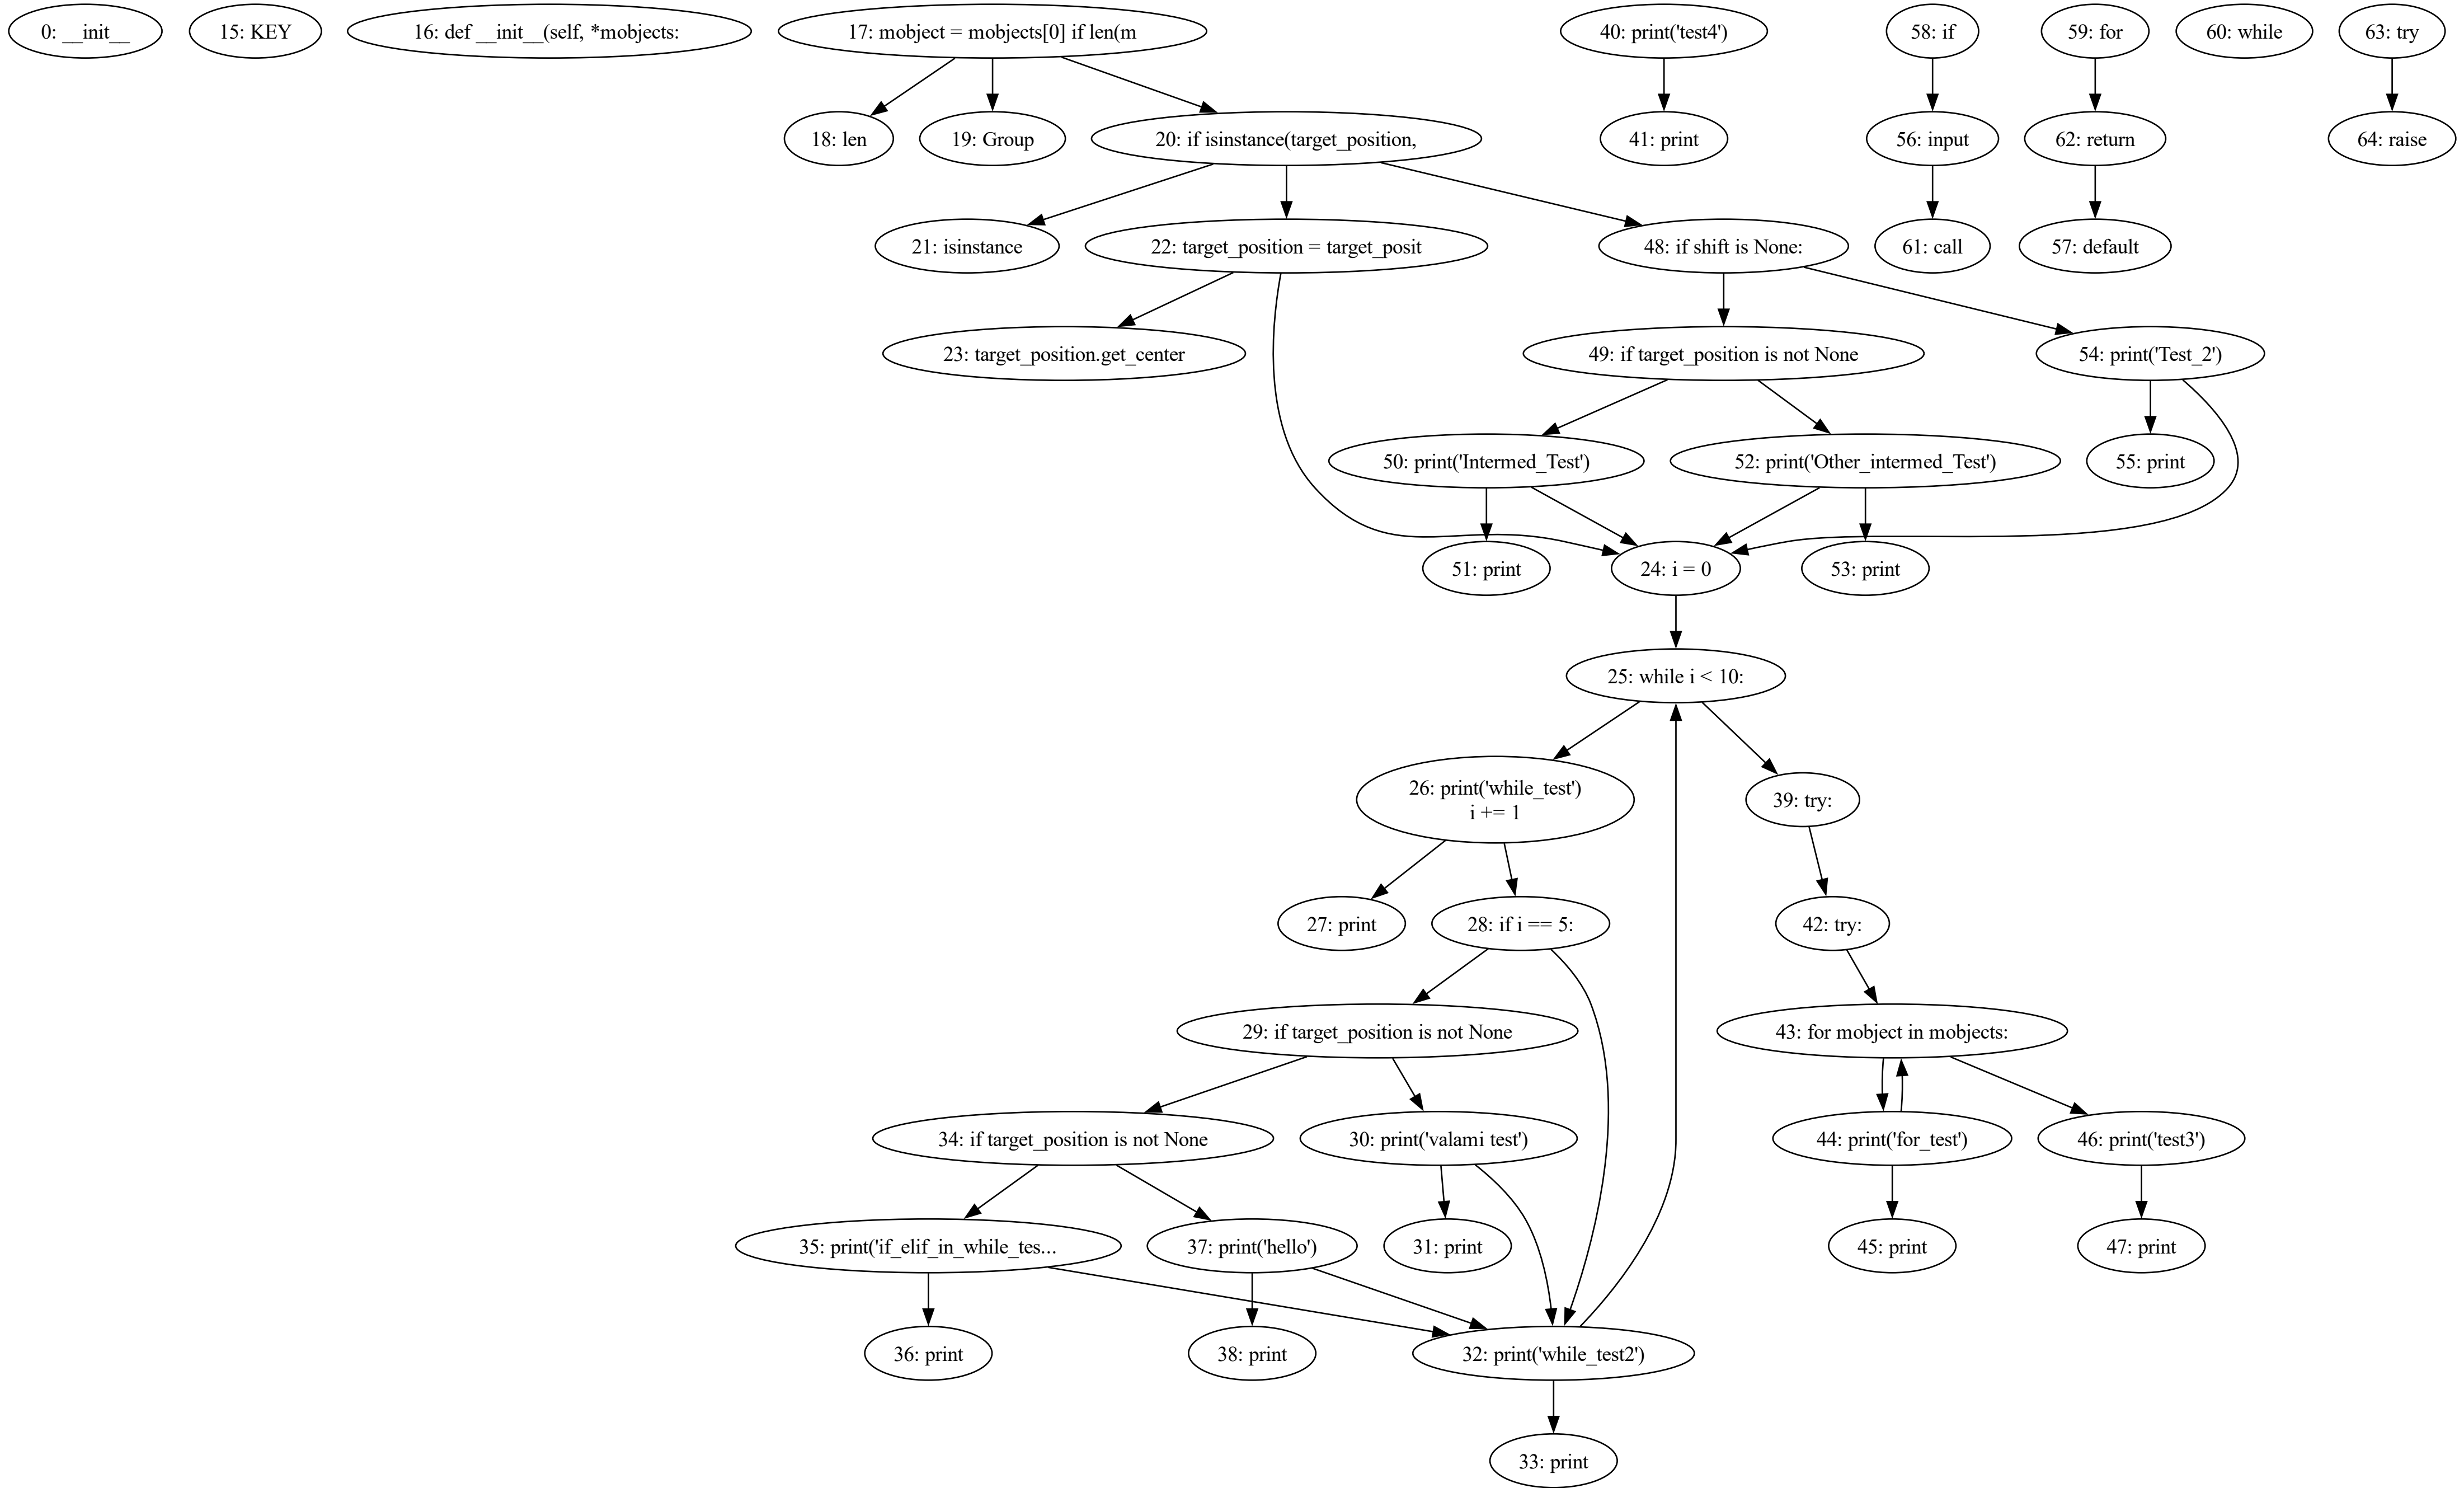 0: __init__
15: KEY
16: def __init__(self, *mobjects:
17: mobject = mobjects[0] if len(m
40: print('test4')
58: if
59: for
60: while
63: try
18: len
19: Group
20: if isinstance(target_position,
41: print
56: input
62: return
64: raise
21: isinstance
22: target_position = target_posit
48: if shift is None:
61: call
57: default
23: target_position.get_center
49: if target_position is not None
54: print('Test_2')
50: print('Intermed_Test')
52: print('Other_intermed_Test')
55: print
51: print
24: i = 0
53: print
25: while i < 10:
26: print('while_test')
i += 1
39: try:
27: print
28: if i == 5:
42: try:
29: if target_position is not None
43: for mobject in mobjects:
34: if target_position is not None
30: print('valami test')
44: print('for_test')
46: print('test3')
35: print('if_elif_in_while_tes...
37: print('hello')
31: print
45: print
47: print
36: print
38: print
32: print('while_test2')
33: print